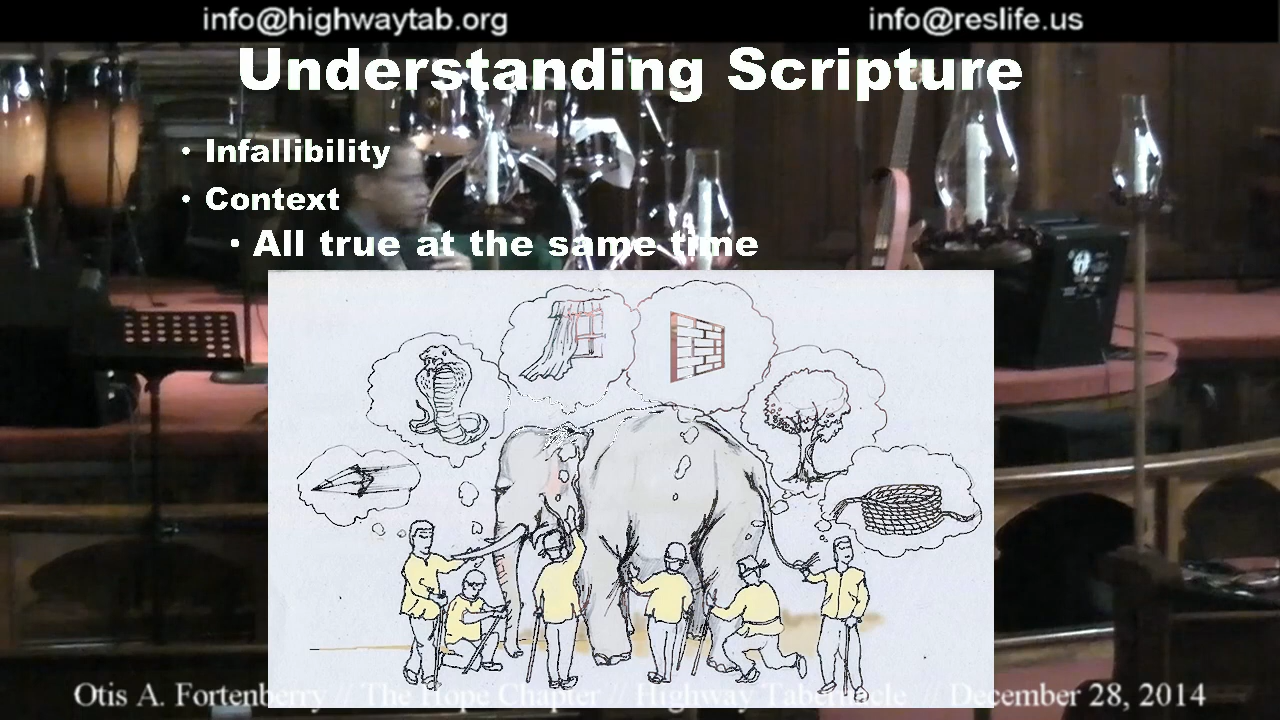 info@highwaytab.org info@reslife.us
Understanding Scripture
• Infallibility
• Context
• All true at the same time
Otis A. Fortenberry // The Hope Chapter // Highway Tabernacle // December 28, 2014